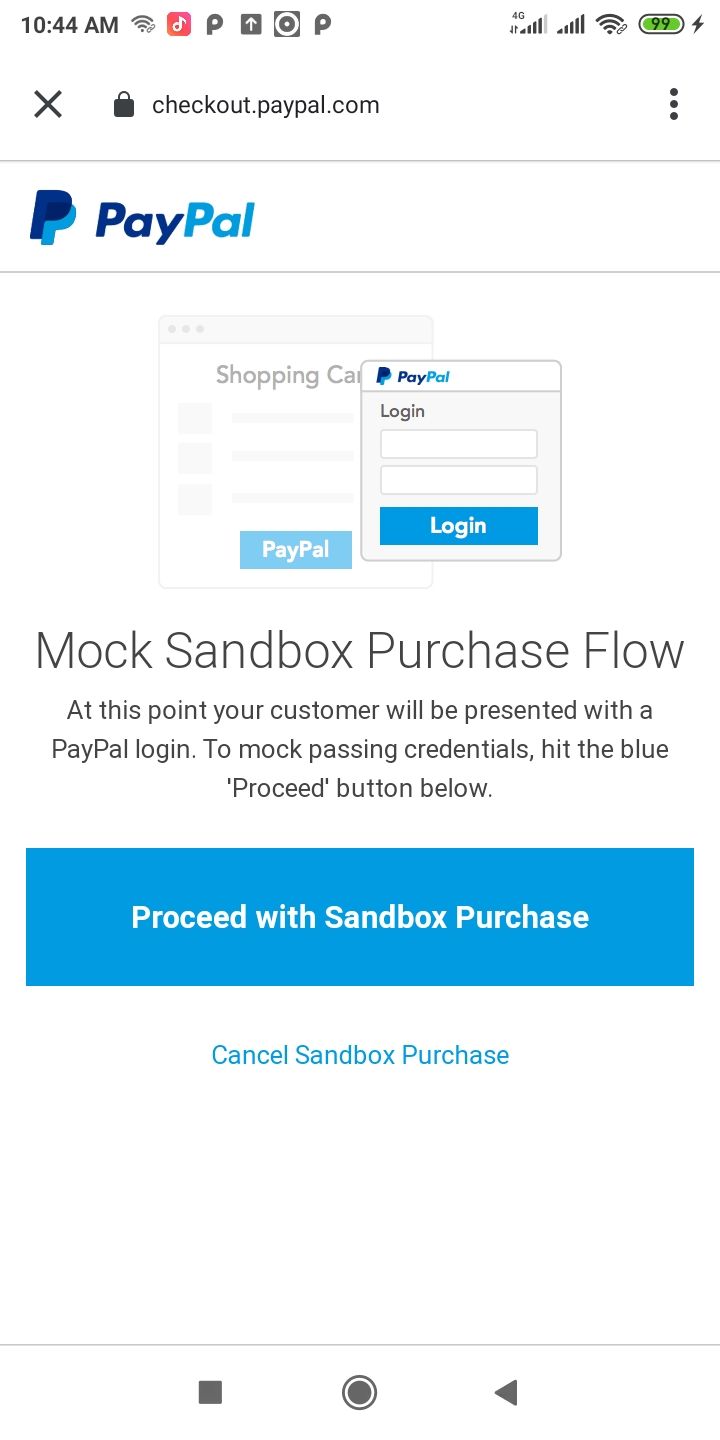 10:44 AM
4G
99
checkout.paypal.com
PayPal
Shopping Car
PayPal
Login
Login
PayPal
Mock Sandbox Purchase Flow
At this point your customer will be presented with a
PayPal login. To mock passing credentials, hit the blue
'Proceed' button below.
Proceed with Sandbox Purchase
Cancel Sandbox Purchase